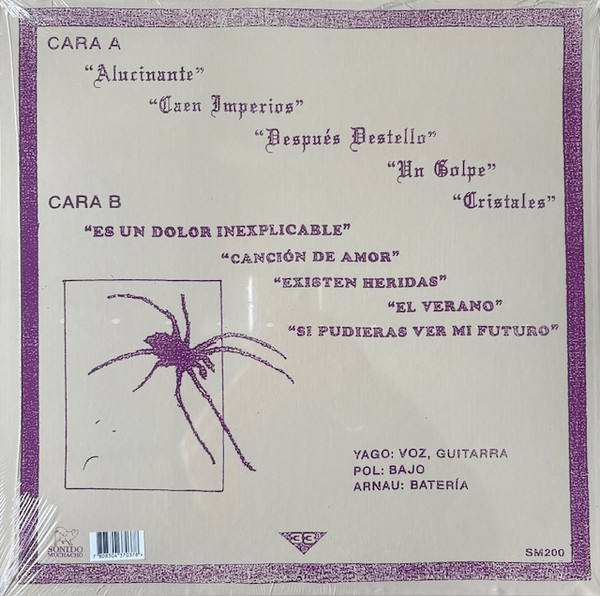 CARA A
"Alucinante"
"Caen Imperios"
"Después Destello"
"Un Golpe"
"Cristales"
CARA B
"ES UN DOLOR INEXPLICABLE"
"CANCIÓN DE AMOR"
"EXISTEN HERIDAS"
"EL VERANO"
"SI PUDIERAS VER MI FUTURO"
YAGO: VOZ, GUITARRA
POL: BAJO
ARNAU: BATERÍA
SONIDO
MUCHACHO
33
SM200